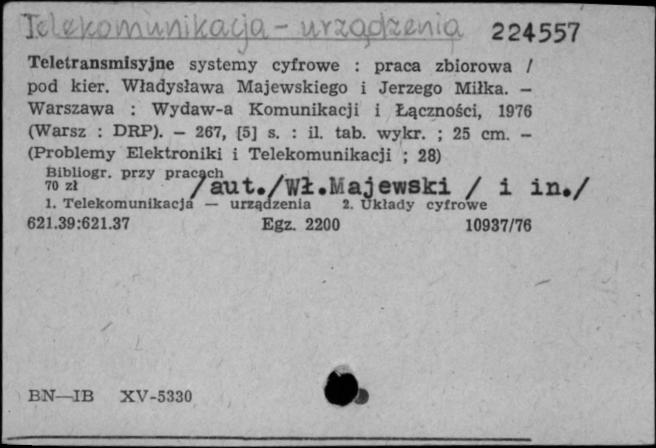 Telekomunikacja - urządzenia 224557
Teletransmisyjne systemy cyfrowe : praca zbiorowa /
pod kier. Władysława Majewskiego i Jerzego Miłka. —
Warszawa : Wydaw-a Komunikacji i Łączności, 1976
(Warsz : DRP). — 267, [5] s. : il. tab. wykr. ; 25 cm. —
(Problemy Elektroniki i Telekomunikacji ; 28)
Bibliogr. przy pracach
70 zł /aut./Wł.Majewski / i in./
1. Telekomunikacja — urządzenia 2. Układy cyfrowe
621.39:621.37 Egz. 2200 10937/76
BN—IB XV-5330